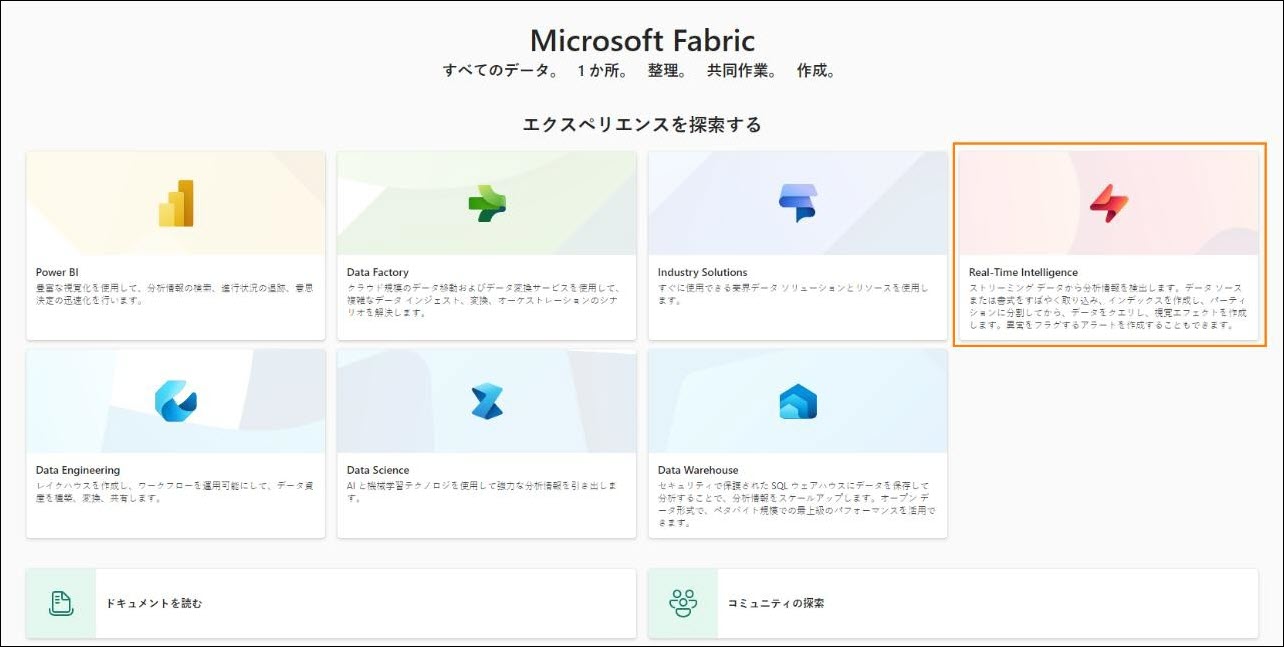 Microsoft Fabric
すべてのデータ。 1 か所。 整理。 共同作業。 作成。
エクスペリエンスを探索する
Power BI
豊富な視覚化を使用して、分析情報の検索、進行状況の追跡、意思
決定の迅速化を行います。
Data Factory
クラウド規模のデータ移動およびデータ変換サービスを使用して、
複雑なデータ インジェスト、変換、オーケストレーションのシナ
リオを解決します。
Industry Solutions
すぐに使用できる業界データ ソリューションとリソースを使用し
ます。
Real-Time Intelligence
ストリーミング データから分析情報を検出します。データ ソース
または書式をすばやく取り込み、インデックスを作成し、パーティ
ションに分割してから、データをクエリし、視覚エフェクトを作成
します。異常をフラグするアラートを作成することもできます。
Data Engineering
レイクハウスを作成し、ワークフローを運用可能にして、データ資
産を構築、変換、共有します。
Data Science
AI と機械学習テクノロジを使用して強力な分析情報を引き出しま
す。
Data Warehouse
セキュリティで保護された SQL ウェアハウスにデータを保存して
分析することで、分析情報をスケールアップします。オープン デ
ータ形式で、ペタバイト規模での最上級のパフォーマンスを活用で
きます。
ドキュメントを読む
コミュニティの探索